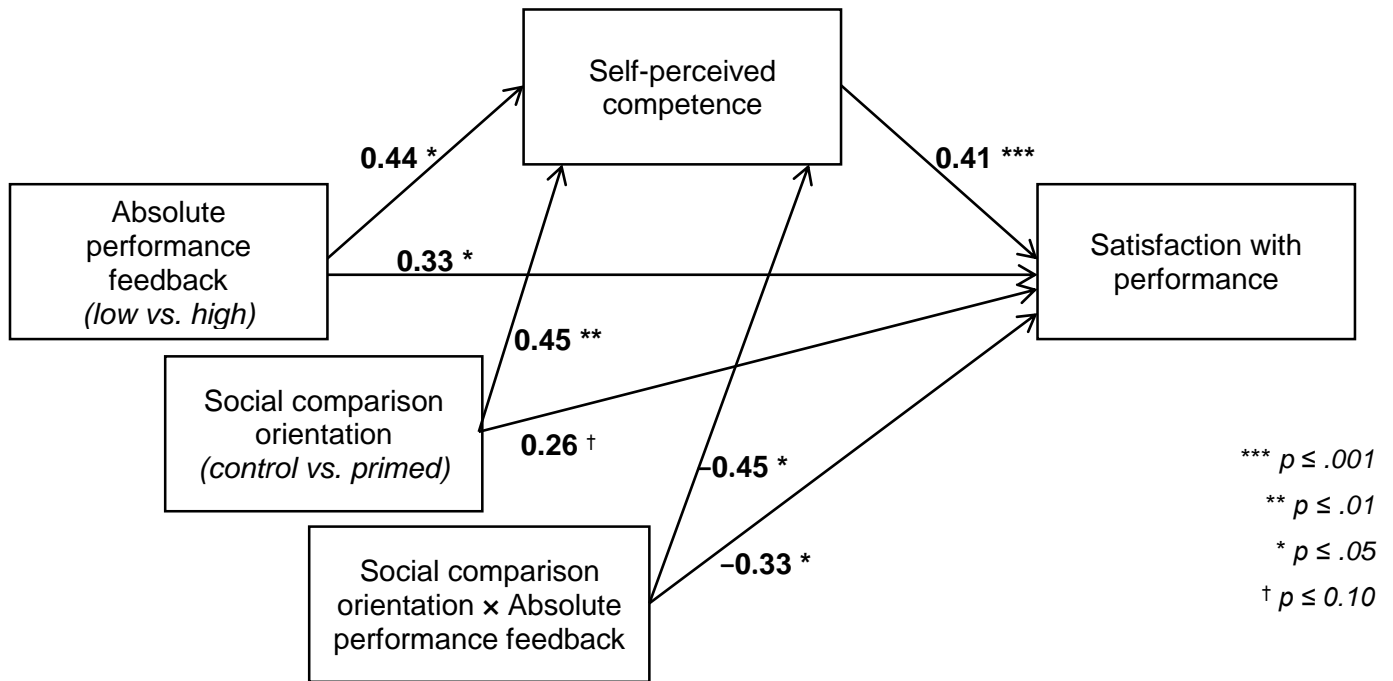 Self-perceived
competence
0.44 *
0.41 ***
Absolute
performance
feedback
(low vs. high)
0.33 *
Satisfaction with
performance
0.45 **
Social comparison
orientation
(control vs. primed)
0.26 †
–0.45 *
–0.33 *
Social comparison
orientation × Absolute
performance feedback
*** p ≤ .001
** p ≤ .01
* p ≤ .05
† p ≤ 0.10